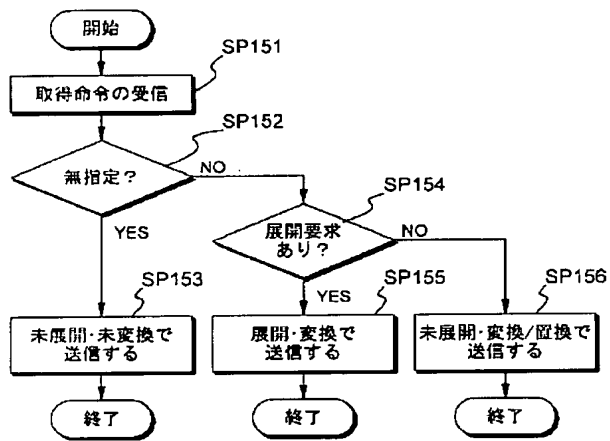 開始
SP151
取得命令の受信
SP152
無指定?
NO
SP154
YES
展開要求
あり?
NO
SP153
YES
SP155
SP156
未展開・未変換で
送信する
展開・変換で
送信する
未展開・変換/置換で
送信する
終了
終了
終了